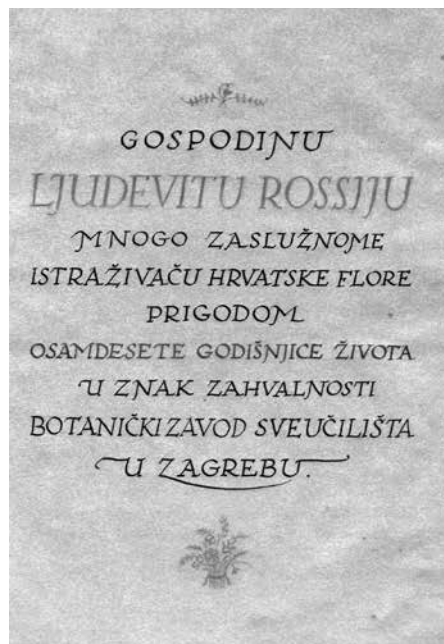 GOSPODINU
LJUDEVITU ROSSIJU
MNOGO ZASLUŽNOME
ISTRAŽIVAČU HRVATSKE FLORE
PRIGODOM
OSAMDESETE GODIŠNJICE ŽIVOTA
U ZNAK ZAHVALNOSTI
BOTANIČKI ZAVOD SVEUČILIŠTA
U ZAGREBU.